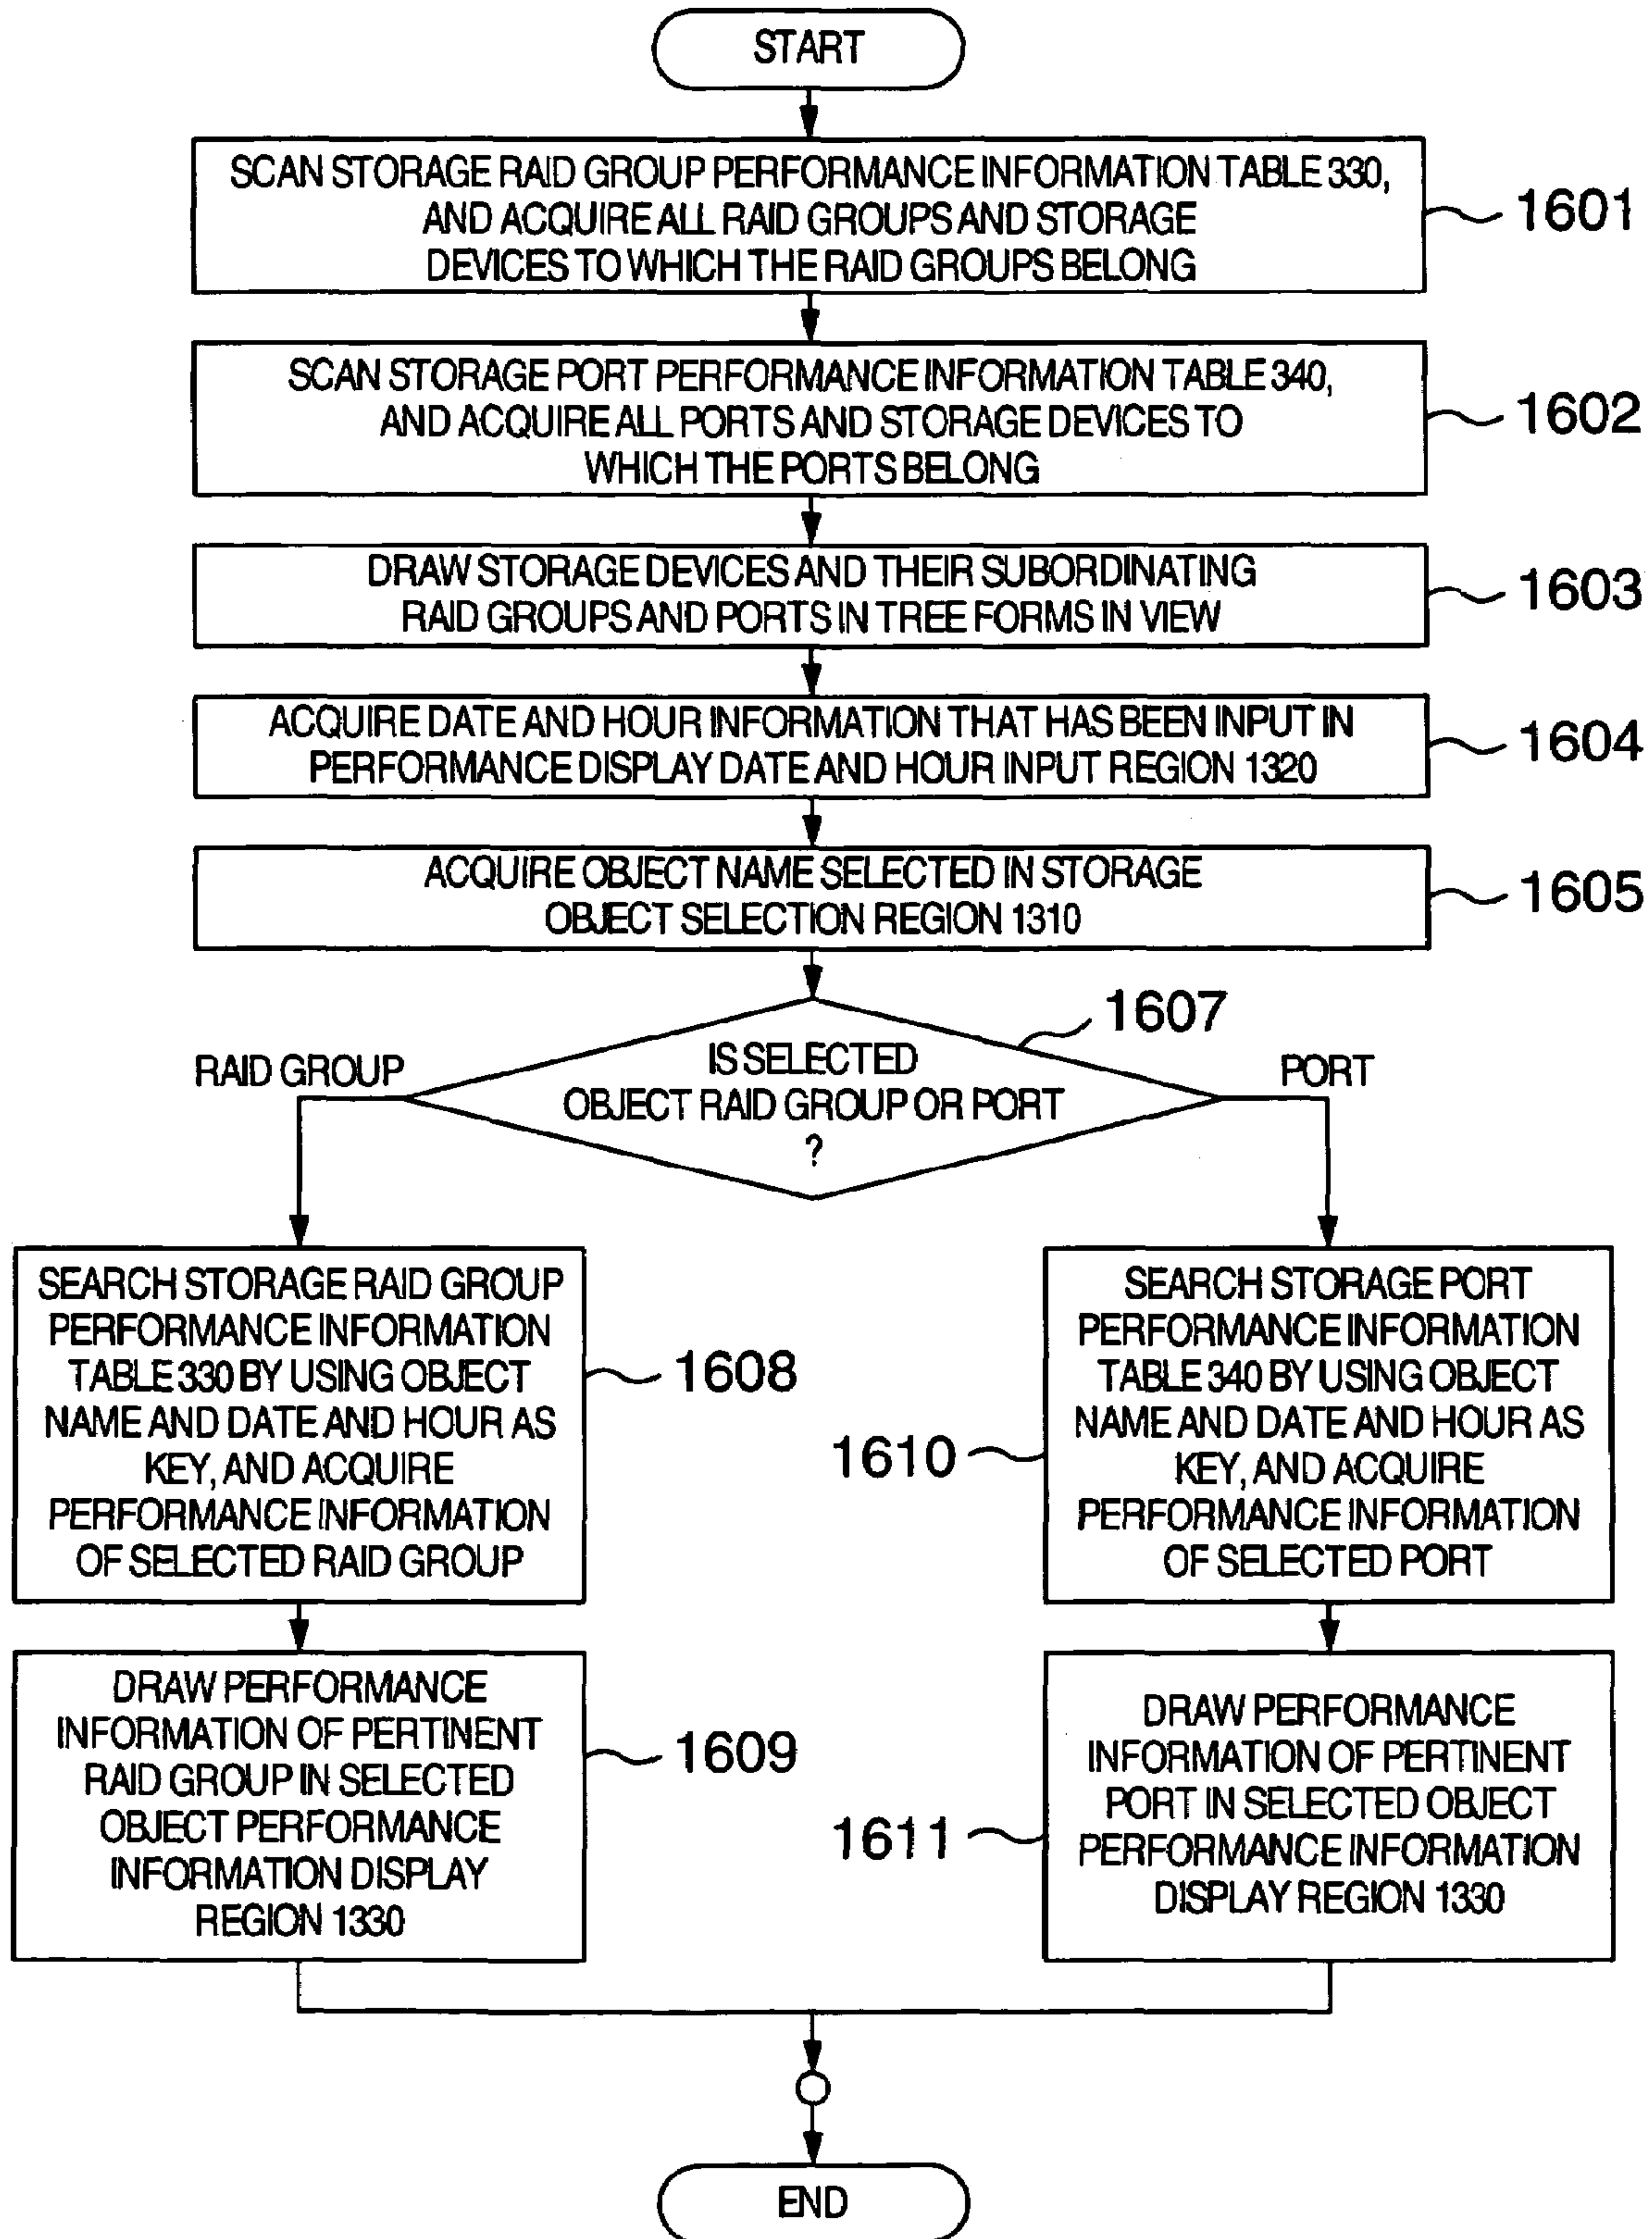 START
SCAN STORAGE RAID GROUP PERFORMANCE INFORMATION TABLE 330,
AND ACQUIRE ALL RAID GROUPS AND STORAGE
DEVICES TO WHICH THE RAID GROUPS BELONG
1601
SCAN STORAGE PORT PERFORMANCE INFORMATION TABLE 340,
AND ACQUIRE ALL PORTS AND STORAGE DEVICES TO
WHICH THE PORTS BELONG
1602
DRAW STORAGE DEVICES AND THEIR SUBORDINATING
RAID GROUPS AND PORTS IN TREE FORMS IN VIEW
1603
ACQUIRE DATE AND HOUR INFORMATION THAT HAS BEEN INPUT IN
PERFORMANCE DISPLAY DATE AND HOUR INPUT REGION 1320
1604
ACQUIRE OBJECT NAME SELECTED IN STORAGE
OBJECT SELECTION REGION 1310
1605
1607
IS SELECTED
OBJECT RAID GROUP OR PORT
?
RAID GROUP
PORT
SEARCH STORAGE RAID GROUP
PERFORMANCE INFORMATION
TABLE 330 BY USING OBJECT
NAME AND DATE AND HOUR AS
KEY, AND ACQUIRE
PERFORMANCE INFORMATION
OF SELECTED RAID GROUP
1608
SEARCH STORAGE PORT
PERFORMANCE INFORMATION
TABLE 340 BY USING OBJECT
NAME AND DATE AND HOUR AS
KEY, AND ACQUIRE
PERFORMANCE INFORMATION
OF SELECTED PORT
1610
DRAW PERFORMANCE
INFORMATION OF PERTINENT
RAID GROUP IN SELECTED
OBJECT PERFORMANCE
INFORMATION DISPLAY
REGION 1330
1609
DRAW PERFORMANCE
INFORMATION OF PERTINENT
PORT IN SELECTED OBJECT
PERFORMANCE INFORMATION
DISPLAY REGION 1330
1611
END